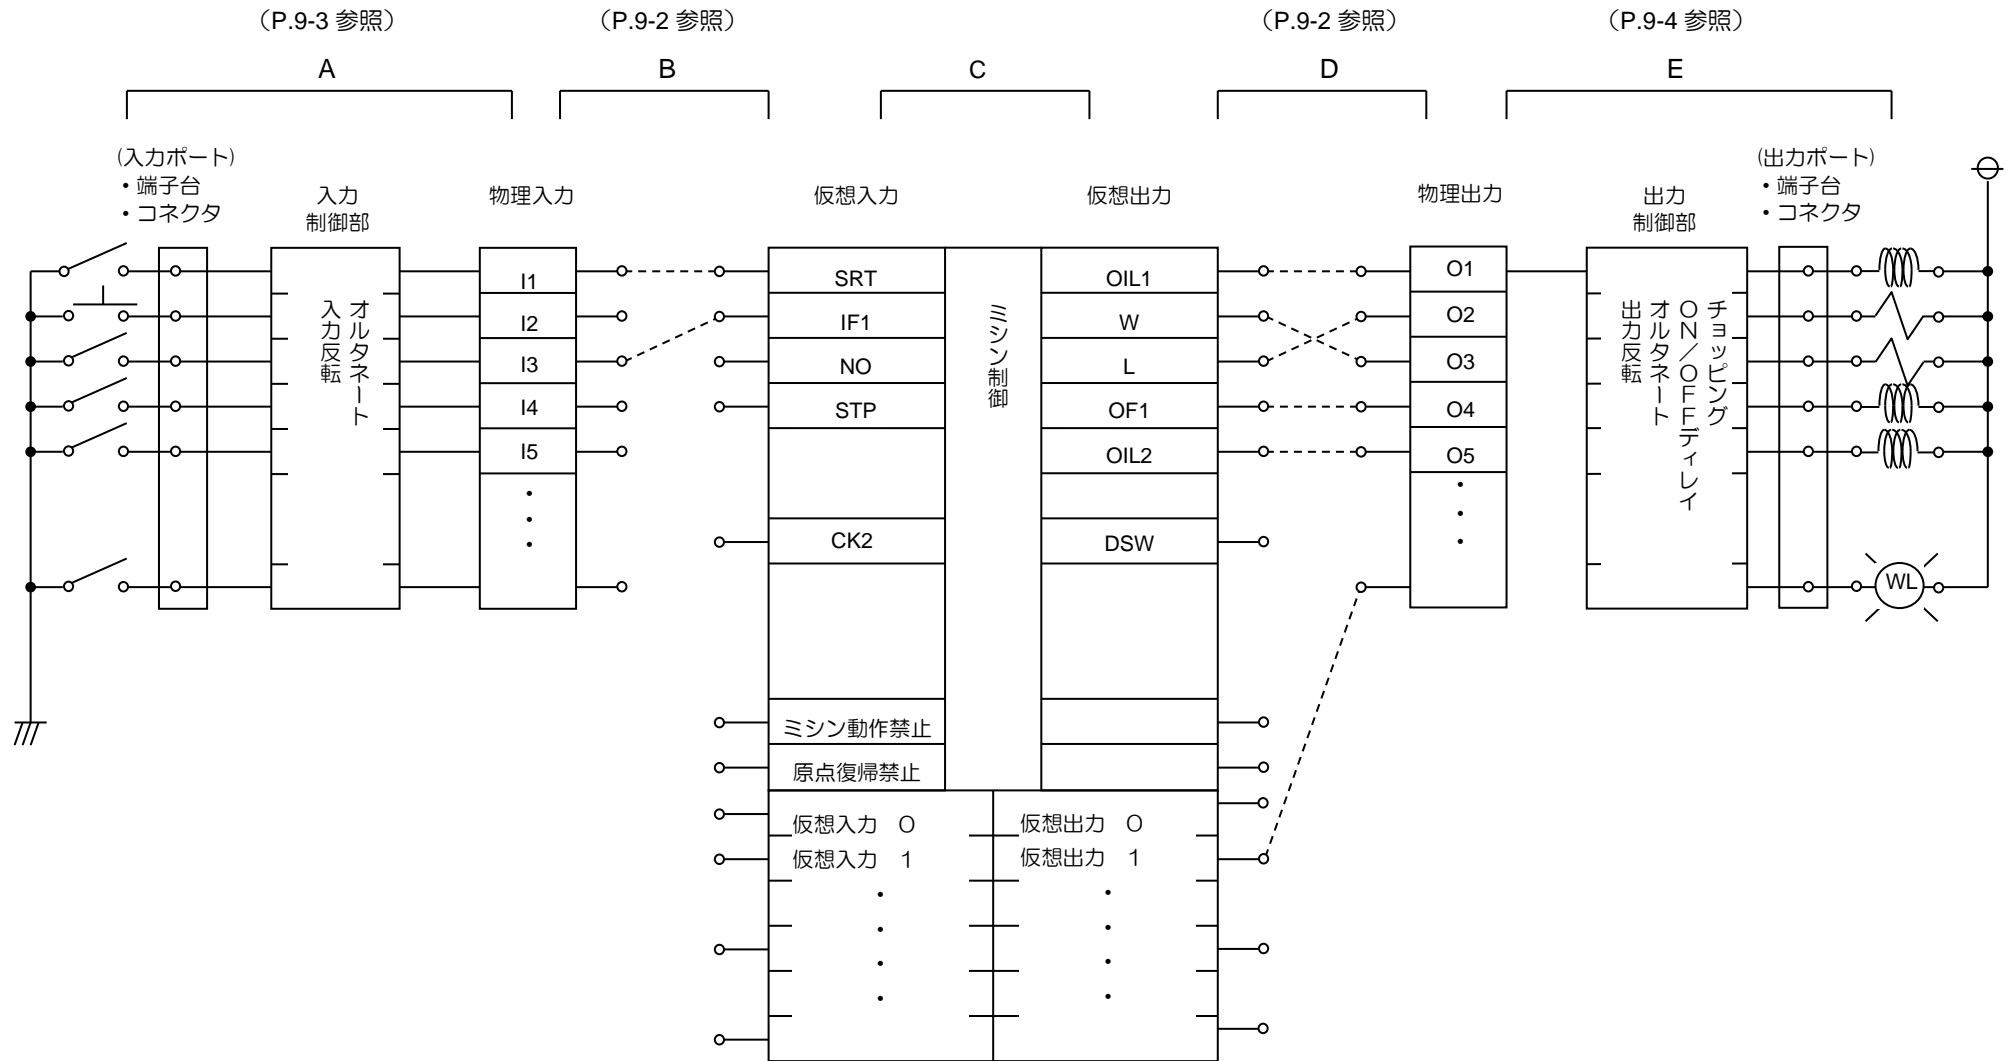 （P.9-3 参照）
（P.9-2 参照）
（P.9-2 参照）
（P.9-4 参照）
A
B
C
D
E
(入力ポート)
・端子台
・コネクタ
入力
制御部
物理入力
仮想入力
仮想出力
物理出力
出力
制御部
(出力ポート)
・端子台
・コネクタ
オルタネート
入力反転
I1
I2
I3
I4
I5
・
・
・
SRT
IF1
NO
STP
CK2
ミシン動作禁止
原点復帰禁止
ミシン制御
OIL1
W
L
OF1
OIL2
DSW
仮想入力　０
仮想入力　１
・
・
・
・
仮想出力　０
仮想出力　１
・
・
・
・
O1
O2
O3
O4
O5
・
・
・
チョッピング
ＯＮ／ＯＦＦディレイ
オルタネート
出力反転
WL